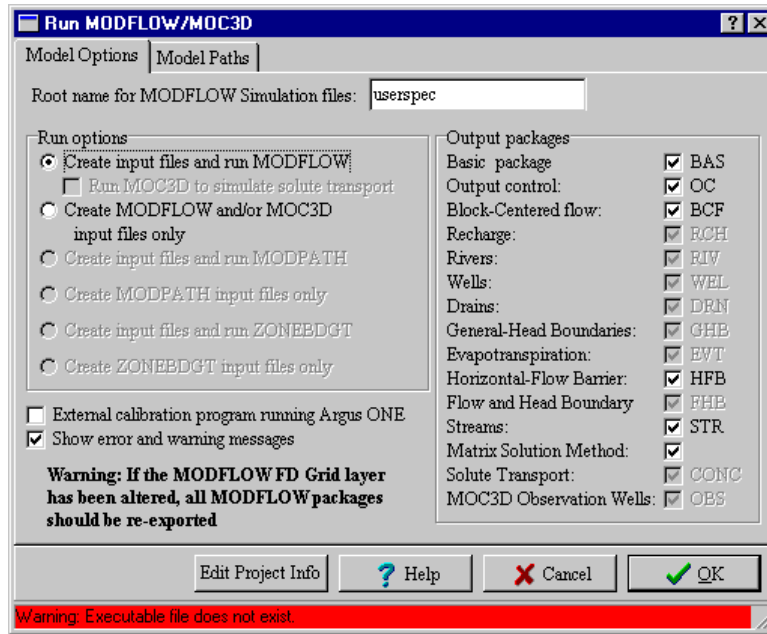 Run MODFLOW/MOC3D
Model Options
Model Paths
Root name for MODFLOW Simulation files: userspec
Run options
Create input files and run MODFLOW
Run MOC3D to simulate solute transport
Create MODFLOW and/or MOC3D
input files only
Create input files and run MODPATH
Create MODPATH input files only
Create input files and run ZONEBDGT
Create ZONEBDGT input files only
External calibration program running Argus ONE
Show error and warning messages
Warning: If the MODFLOW FD Grid layer
has been altered, all MODFLOW packages
should be re-exported
Output packages
Basic package BAS
Output control: OC
Block-Centered flow: BCF
Recharge: RCH
Rivers: RIV
Wells: WEL
Drains: DRN
General-Head Boundaries: GHB
Evapotranspiration: EVT
Horizontal-Flow Barrier: HFB
Flow and Head Boundary FHB
Streams: STR
Matrix Solution Method:
Solute Transport: CONC
MOC3D Observation Wells: OBS
Edit Project Info
? Help
Cancel
OK
Warning: Executable file does not exist.